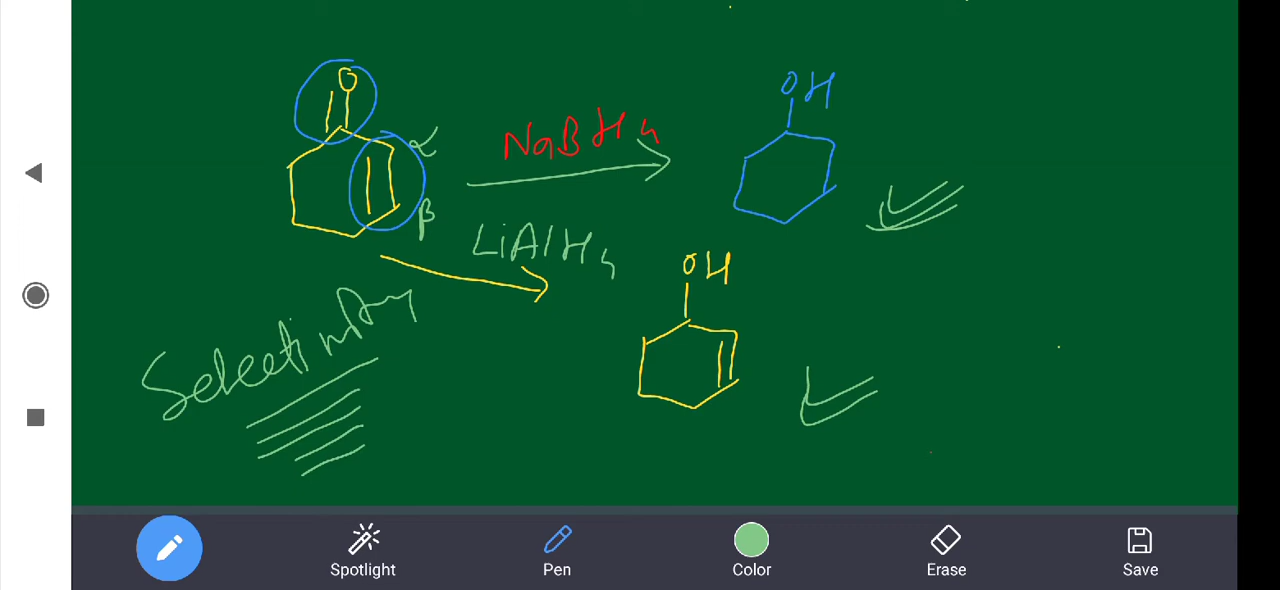 O
α
β
NaBH4
OH
LiAlH4
OH
Selectivity
Spotlight
Pen
Color
Erase
Save